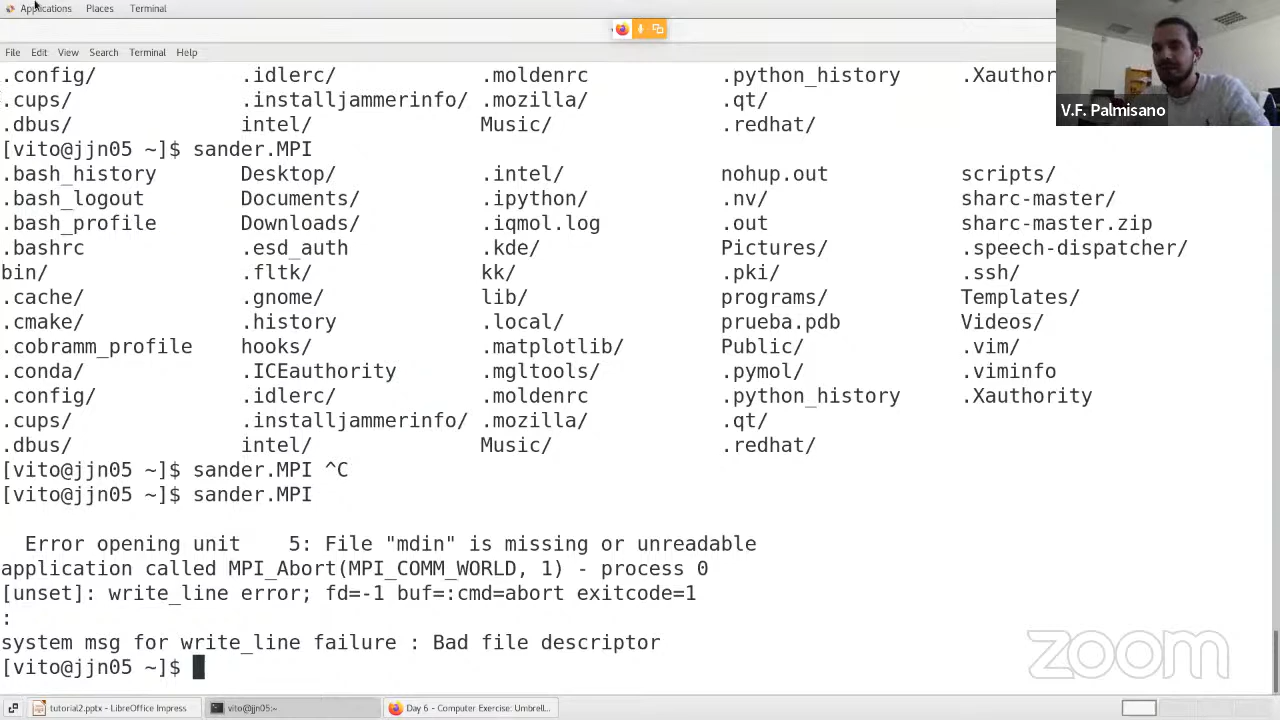 Applications Places Terminal
File Edit View Search Terminal Help
V.F. Palmisano
.config/ .idlerc/ .moldenrc .python_history .Xauthor
.cups/ .installjammerinfo/ .mozilla/ .qt/
.dbus/ intel/ Music/ .redhat/
[vito@jjn05 ~]$ sander.MPI
.bash_history Desktop/ .intel/ nohup.out scripts/
.bash_logout Documents/ .ipython/ .nv/ sharc-master/
.bash_profile Downloads/ .iqmol.log .out sharc-master.zip
.bashrc .esd_auth .kde/ Pictures/ .speech-dispatcher/
bin/ .fltk/ kk/ .pki/ .ssh/
.cache/ .gnome/ lib/ programs/ Templates/
.cmake/ .history .local/ prueba.pdb Videos/
.cobramm_profile hooks/ .matplotlib/ Public/ .vim/
.conda/ .ICEauthority .mgltools/ .pymol/ .viminfo
.config/ .idlerc/ .moldenrc .python_history .Xauthority
.cups/ .installjammerinfo/ .mozilla/ .qt/
.dbus/ intel/ Music/ .redhat/
[vito@jjn05 ~]$ sander.MPI ^C
[vito@jjn05 ~]$ sander.MPI
Error opening unit 5: File "mdin" is missing or unreadable
application called MPI_Abort(MPI_COMM_WORLD, 1) - process 0
[unset]: write_line error; fd=-1 buf=:cmd=abort exitcode=1
:
system msg for write_line failure : Bad file descriptor
[vito@jjn05 ~]$
zoom
tutorial2.pptx - LibreOffice Impress vito@jjn05:~ Day 6 - Computer Exercise: Umbrell...